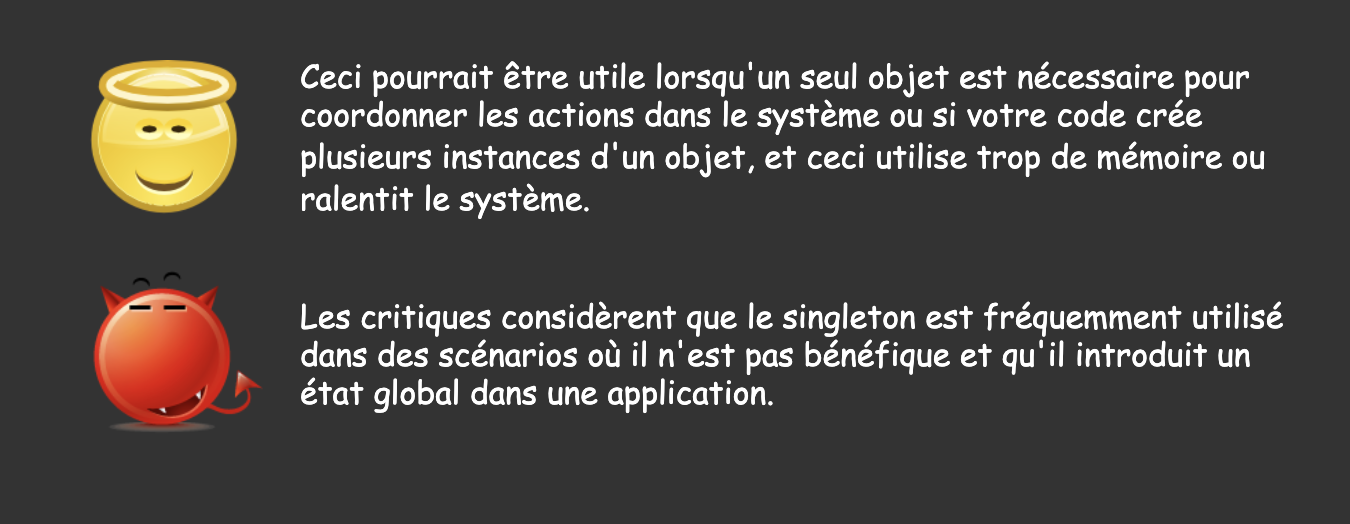 Ceci pourrait être utile lorsqu'un seul objet est nécessaire pour
coordonner les actions dans le système ou si votre code crée
plusieurs instances d'un objet, et ceci utilise trop de mémoire ou
ralentit le système.
Les critiques considèrent que le singleton est fréquemment utilisé
dans des scénarios où il n'est pas bénéfique et qu'il introduit un
état global dans une application.